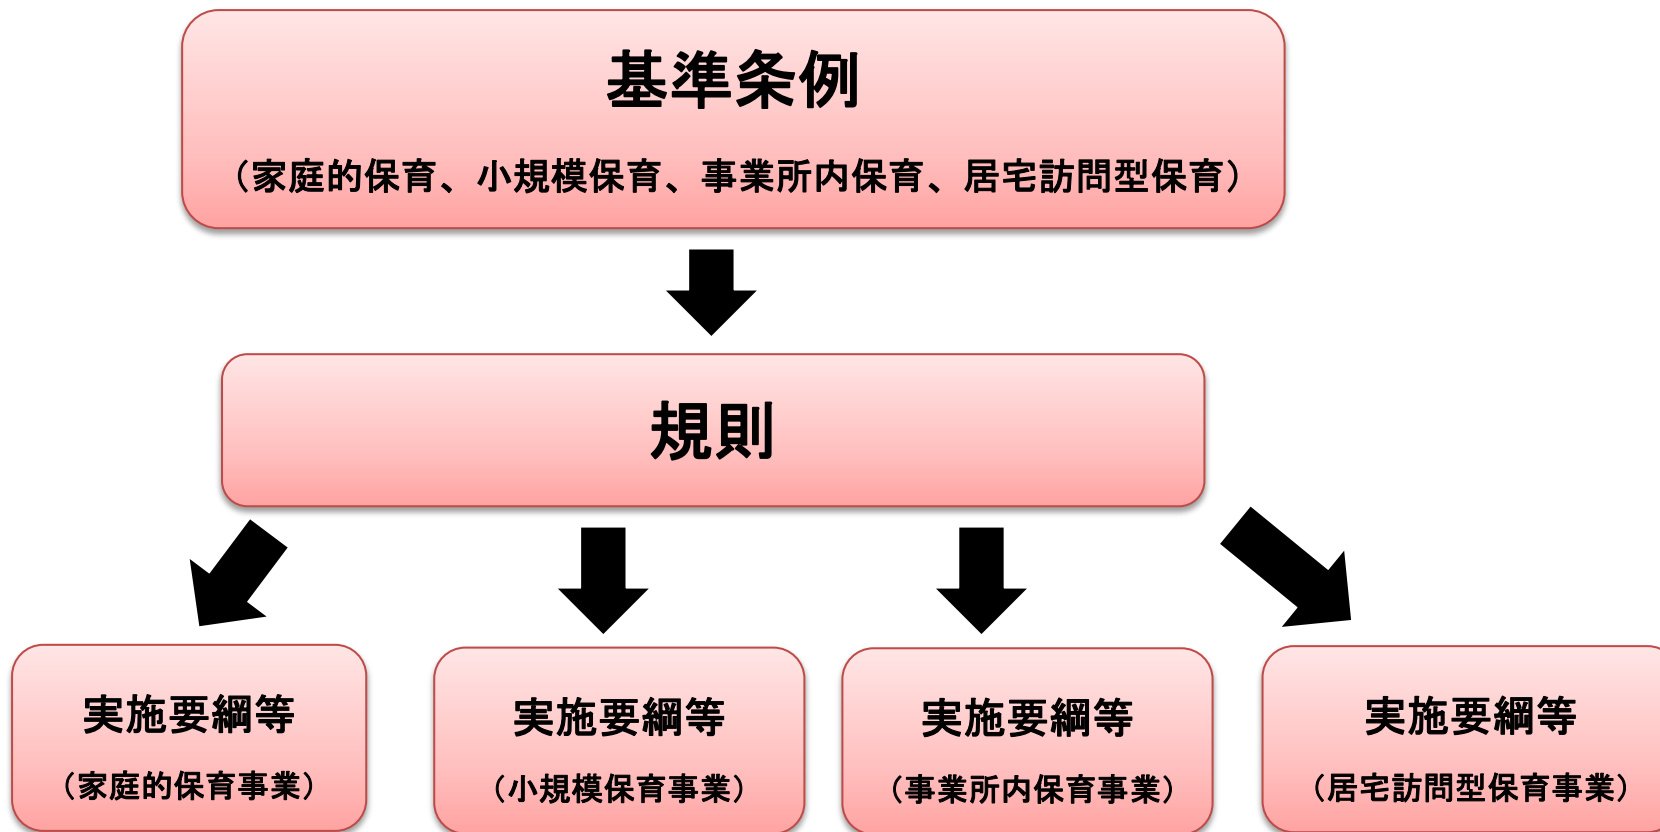 基準条例
（家庭的保育、小規模保育、事業所内保育、居宅訪問型保育）
規則
実施要綱等
（家庭的保育事業）
実施要綱等
（小規模保育事業）
実施要綱等
（事業所内保育事業）
実施要綱等
（居宅訪問型保育事業）